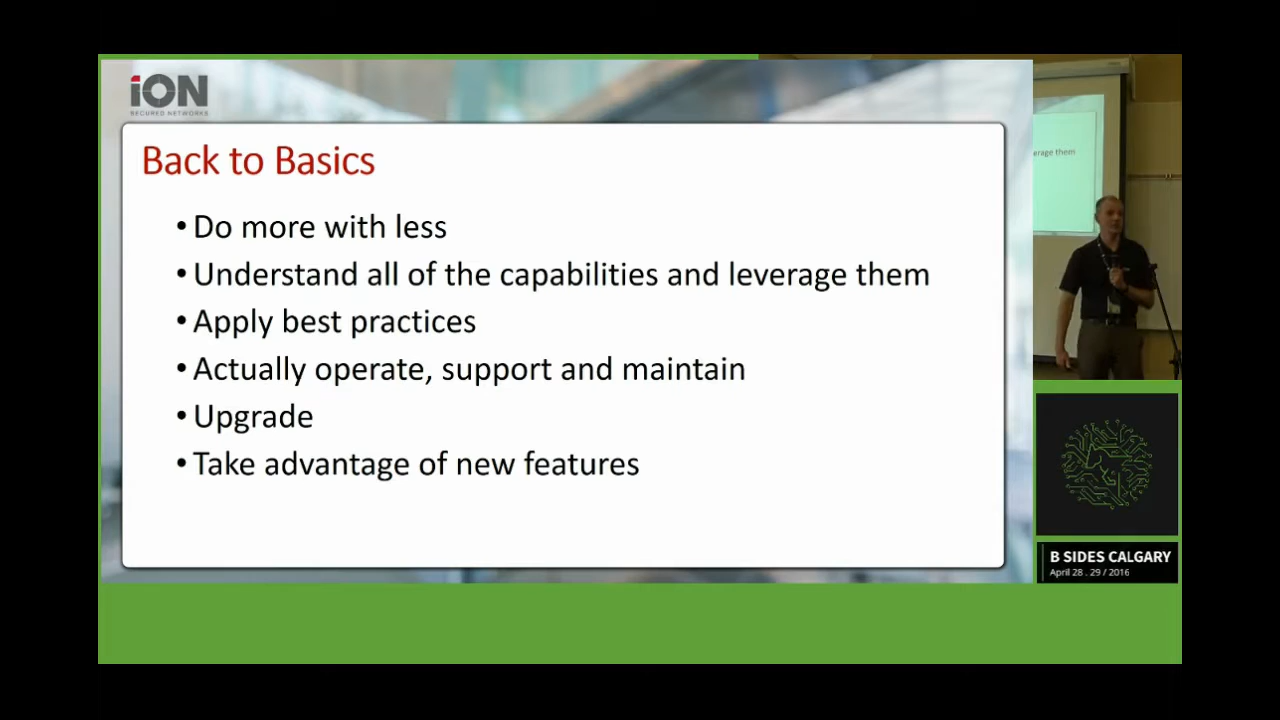 iON
SECURED NETWORKS
Back to Basics
• Do more with less
• Understand all of the capabilities and leverage them
• Apply best practices
• Actually operate, support and maintain
• Upgrade
• Take advantage of new features
erage them
B SIDES CALGARY
April 28 . 29 / 2016